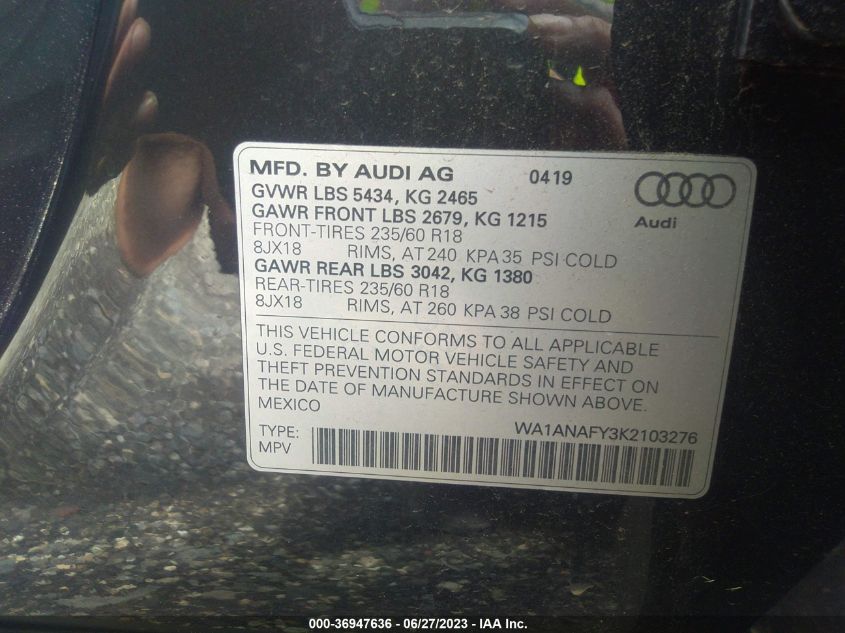 MFD. BY AUDI AG 0419
GVWR LBS 5434, KG 2465
GAWR FRONT LBS 2679, KG 1215
FRONT-TIRES 235/60 R18
8JX18 RIMS, AT 240 KPA 35 PSI COLD
GAWR REAR LBS 3042, KG 1380
REAR-TIRES 235/60 R18
8JX18 RIMS, AT 260 KPA 38 PSI COLD
Audi
THIS VEHICLE CONFORMS TO ALL APPLICABLE
U.S. FEDERAL MOTOR VEHICLE SAFETY AND
THEFT PREVENTION STANDARDS IN EFFECT ON
THE DATE OF MANUFACTURE SHOWN ABOVE.
MEXICO
WA1ANAFY3K2103276
TYPE:
MPV
000-36947636 - 06/27/2023 - IAA Inc.